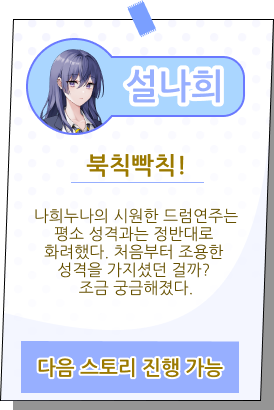 설나희
북칙빡칙!
나희누나의 시원한 드럼연주는
평소 성격과는 정반대로
화려했다. 처음부터 조용한
성격을 가지셨던 걸까?
조금 궁금해졌다.
다음 스토리 진행 가능